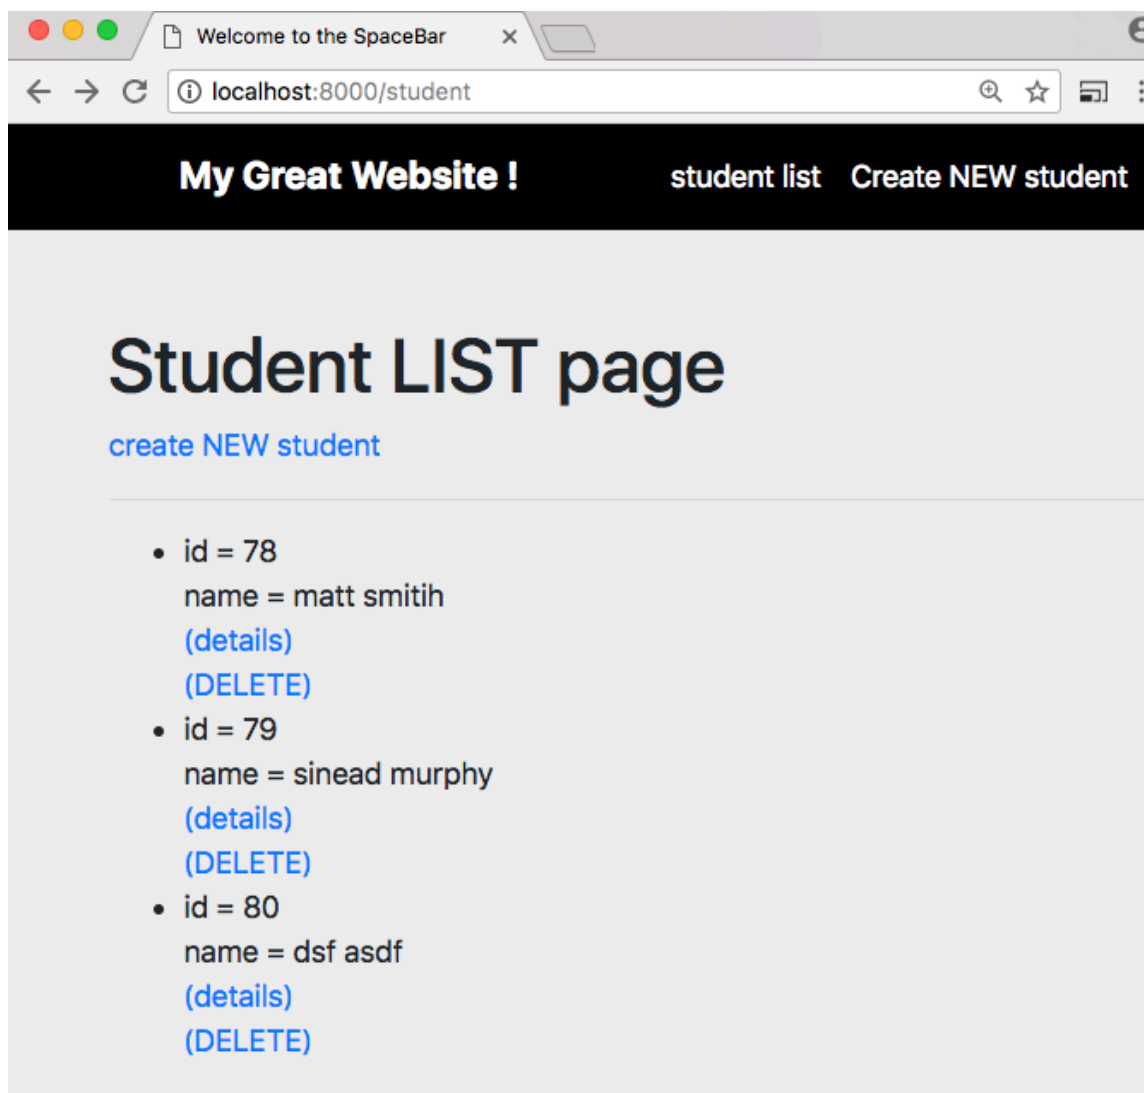 Welcome to the SpaceBar
localhost:8000/student
My Great Website ! student list Create NEW student
Student LIST page
create NEW student
id = 78
name = matt smitih
(details)
(DELETE)
id = 79
name = sinead murphy
(details)
(DELETE)
id = 80
name = dsf asdf
(details)
(DELETE)